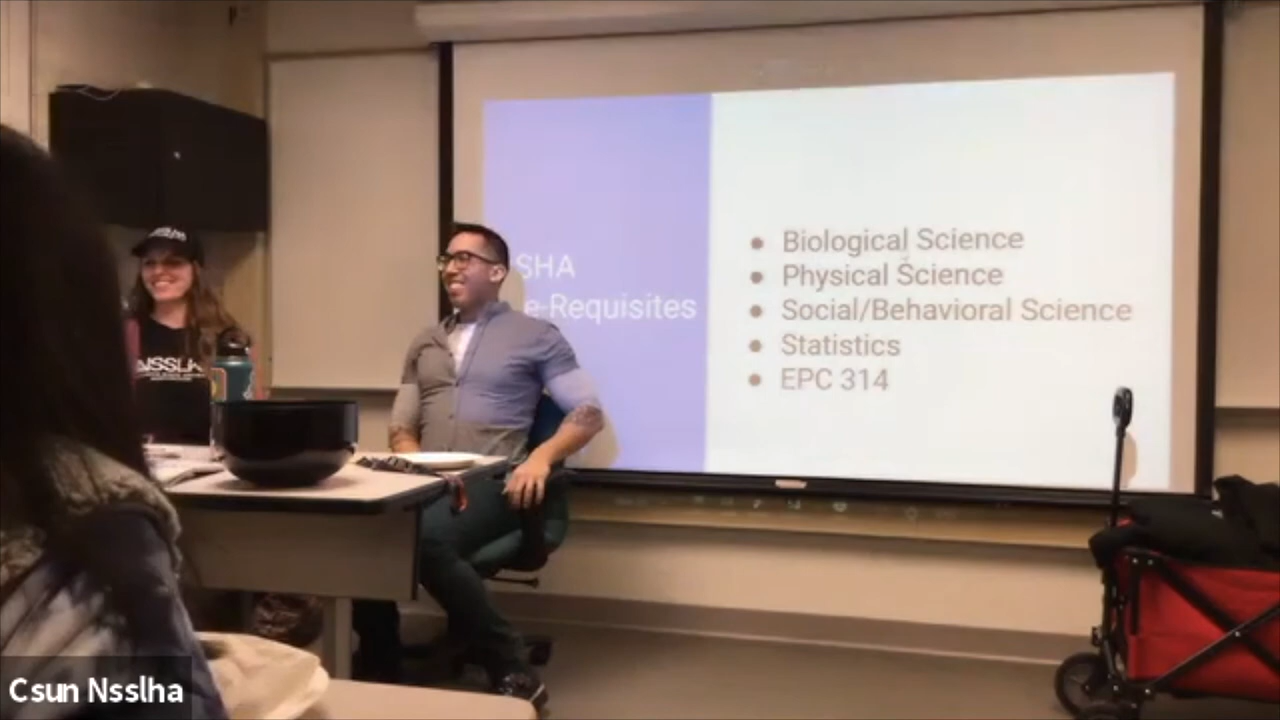 SHA
e-Requisites
● Biological Science
● Physical Science
● Social/Behavioral Science
● Statistics
● EPC 314
Csun Nsslha